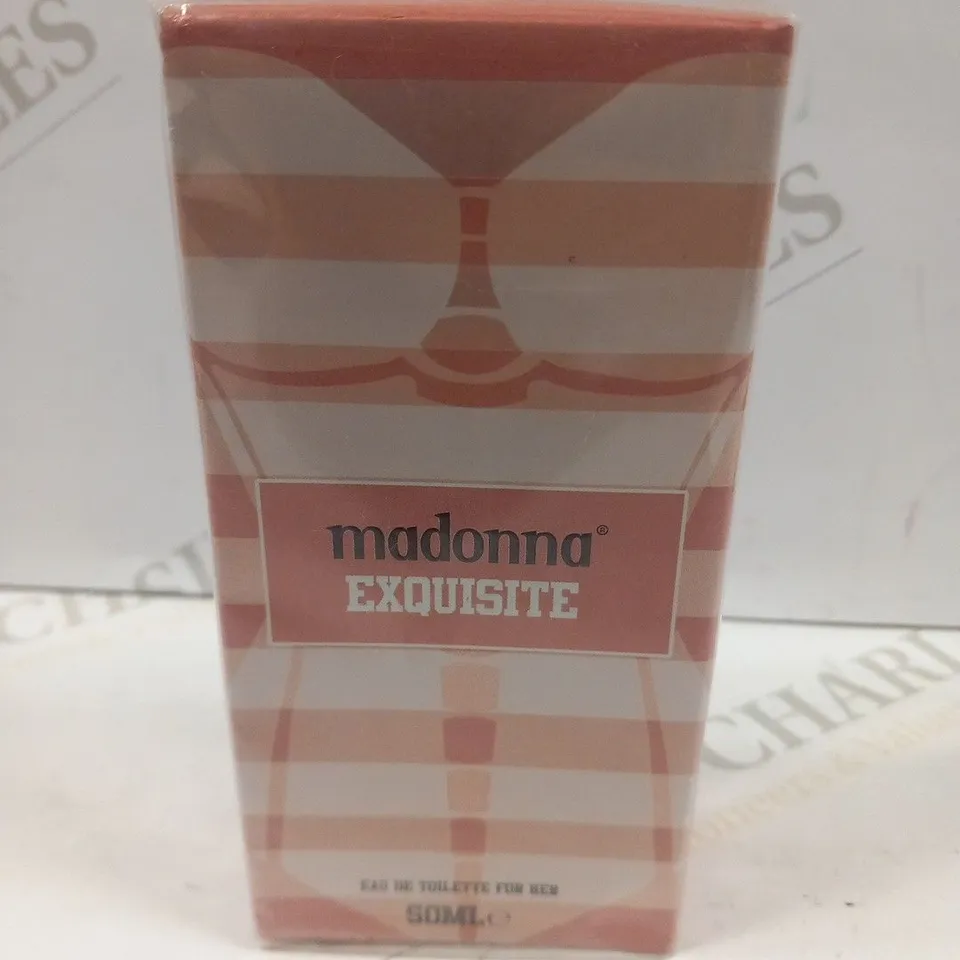 madonna®
EXQUISITE
EAU DE TOILETTE FOR HER
50ML℮